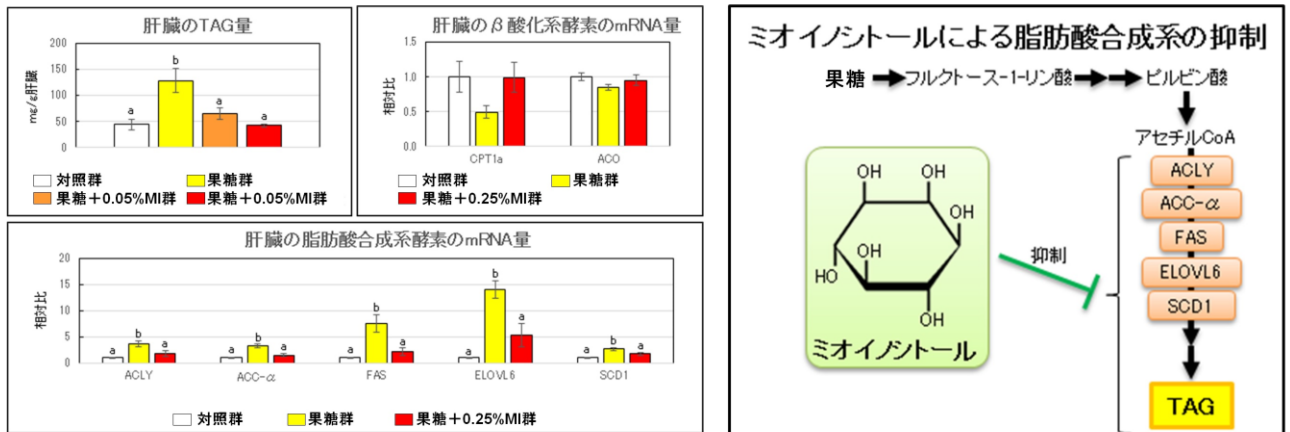 肝臓のTAG量
mg/g肝臓
200
150
100
50
0
a
b
a
a
対照群
果糖群
果糖+0.05%MI群
果糖+0.05%MI群
肝臓のβ酸化系酵素のmRNA量
相対比
1.5
1.0
0.5
0.0
CPT1a
ACO
対照群
果糖群
果糖+0.25%MI群
肝臓の脂肪酸合成系酵素のmRNA量
相対比
20
15
10
5
0
a b a
a b a
a b a
a b a
a b a
ACLY
ACC-α
FAS
ELOVL6
SCD1
対照群
果糖群
果糖+0.25%MI群
ミオイノシトールによる脂肪酸合成系の抑制
果糖 フルクトース-1-リン酸 ピルビン酸
アセチルCoA
ACLY
ACC-α
FAS
ELOVL6
SCD1
TAG
OH
OH
OH
OH
HO
OH
ミオイノシトール
抑制